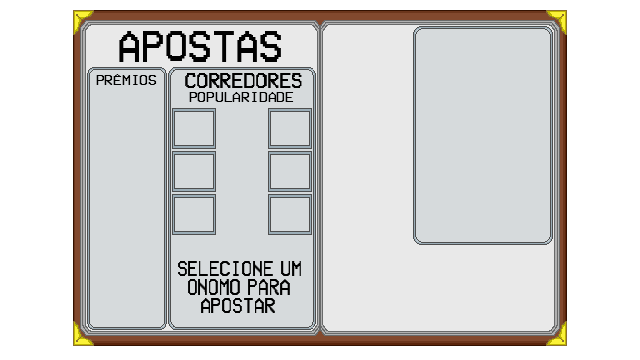 APOSTAS
PRÊMIOS
CORREDORES
POPULARIDADE
SELECIONE UM
ONOMO PARA
APOSTAR